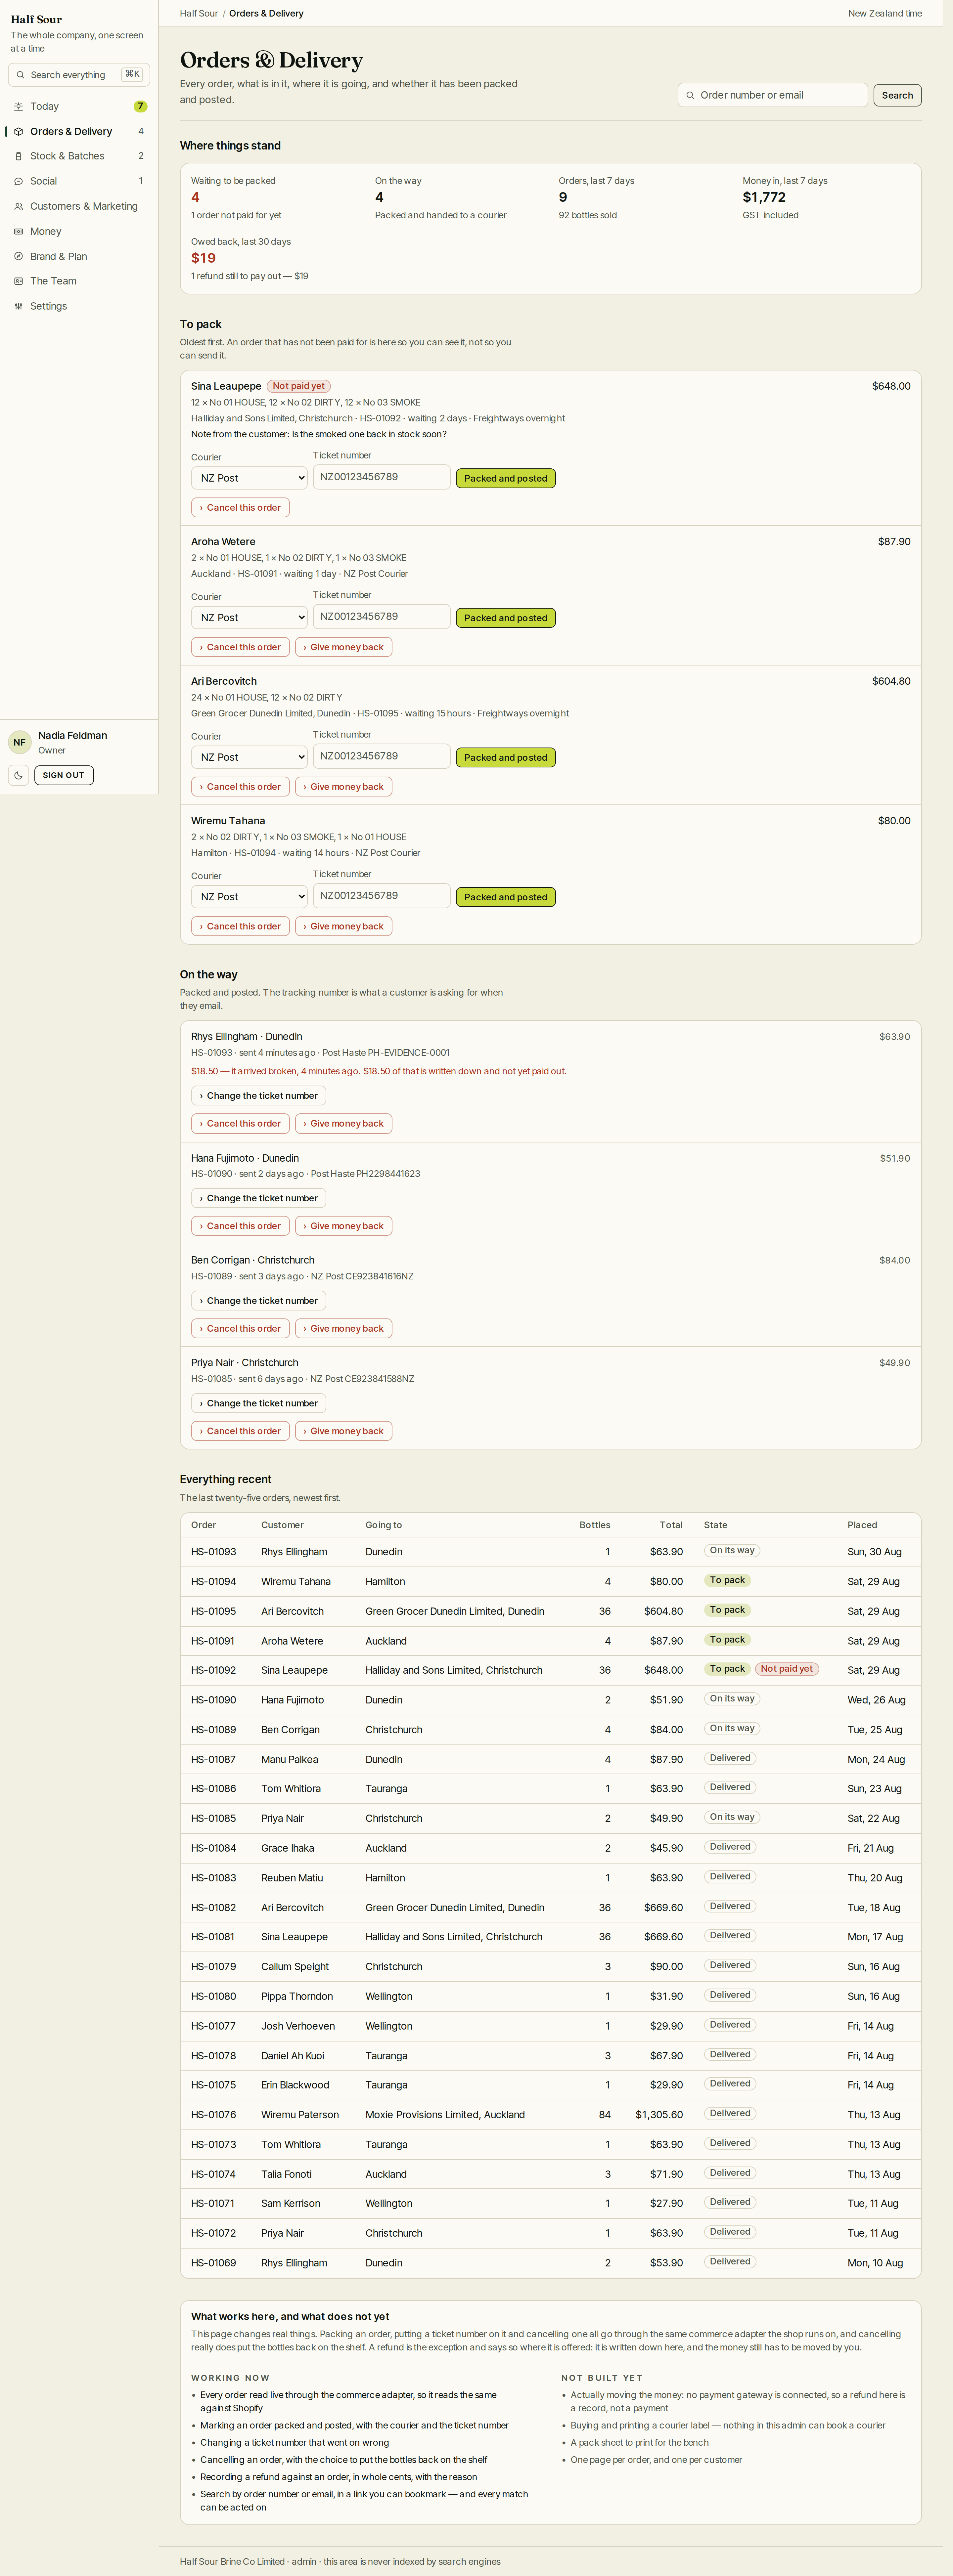 Half Sour
The whole company, one screen
at a time
Search everything ⌘K
Today 7
Orders & Delivery 4
Stock & Batches 2
Social 1
Customers & Marketing
Money
Brand & Plan
The Team
Settings
NF
Nadia Feldman
Owner
SIGN OUT
Half Sour / Orders & Delivery
New Zealand time
Orders & Delivery
Every order, what is in it, where it is going, and whether it has been packed
and posted.
Order number or email
Search
Where things stand
Waiting to be packed
4
1 order not paid for yet
On the way
4
Packed and handed to a courier
Orders, last 7 days
9
92 bottles sold
Money in, last 7 days
$1,772
GST included
Owed back, last 30 days
$19
1 refund still to pay out — $19
To pack
Oldest first. An order that has not been paid for is here so you can see it, not so you
can send it.
Sina Leaupepe Not paid yet $648.00
12 × No 01 HOUSE, 12 × No 02 DIRTY, 12 × No 03 SMOKE
Halliday and Sons Limited, Christchurch · HS-01092 · waiting 2 days · Freightways overnight
Note from the customer: Is the smoked one back in stock soon?
Courier Ticket number
NZ Post NZ00123456789 Packed and posted
› Cancel this order
Aroha Wetere $87.90
2 × No 01 HOUSE, 1 × No 02 DIRTY, 1 × No 03 SMOKE
Auckland · HS-01091 · waiting 1 day · NZ Post Courier
Courier Ticket number
NZ Post NZ00123456789 Packed and posted
› Cancel this order › Give money back
Ari Bercovitch $604.80
24 × No 01 HOUSE, 12 × No 02 DIRTY
Green Grocer Dunedin Limited, Dunedin · HS-01095 · waiting 15 hours · Freightways overnight
Courier Ticket number
NZ Post NZ00123456789 Packed and posted
› Cancel this order › Give money back
Wiremu Tahana $80.00
2 × No 02 DIRTY, 1 × No 03 SMOKE, 1 × No 01 HOUSE
Hamilton · HS-01094 · waiting 14 hours · NZ Post Courier
Courier Ticket number
NZ Post NZ00123456789 Packed and posted
› Cancel this order › Give money back
On the way
Packed and posted. The tracking number is what a customer is asking for when
they email.
Rhys Ellingham · Dunedin $63.90
HS-01093 · sent 4 minutes ago · Post Haste PH-EVIDENCE-0001
$18.50 — it arrived broken, 4 minutes ago. $18.50 of that is written down and not yet paid out.
› Change the ticket number
› Cancel this order › Give money back
Hana Fujimoto · Dunedin $51.90
HS-01090 · sent 2 days ago · Post Haste PH2298441623
› Change the ticket number
› Cancel this order › Give money back
Ben Corrigan · Christchurch $84.00
HS-01089 · sent 3 days ago · NZ Post CE923841616NZ
› Change the ticket number
› Cancel this order › Give money back
Priya Nair · Christchurch $49.90
HS-01085 · sent 6 days ago · NZ Post CE923841588NZ
› Change the ticket number
› Cancel this order › Give money back
Everything recent
The last twenty-five orders, newest first.
Order Customer Going to Bottles Total State Placed
HS-01093 Rhys Ellingham Dunedin 1 $63.90 On its way Sun, 30 Aug
HS-01094 Wiremu Tahana Hamilton 4 $80.00 To pack Sat, 29 Aug
HS-01095 Ari Bercovitch Green Grocer Dunedin Limited, Dunedin 36 $604.80 To pack Sat, 29 Aug
HS-01091 Aroha Wetere Auckland 4 $87.90 To pack Sat, 29 Aug
HS-01092 Sina Leaupepe Halliday and Sons Limited, Christchurch 36 $648.00 To pack Not paid yet Sat, 29 Aug
HS-01090 Hana Fujimoto Dunedin 2 $51.90 On its way Wed, 26 Aug
HS-01089 Ben Corrigan Christchurch 4 $84.00 On its way Tue, 25 Aug
HS-01087 Manu Paikea Dunedin 4 $87.90 Delivered Mon, 24 Aug
HS-01086 Tom Whitiora Tauranga 1 $63.90 Delivered Sun, 23 Aug
HS-01085 Priya Nair Christchurch 2 $49.90 On its way Sat, 22 Aug
HS-01084 Grace Ihaka Auckland 2 $45.90 Delivered Fri, 21 Aug
HS-01083 Reuben Matiu Hamilton 1 $63.90 Delivered Thu, 20 Aug
HS-01082 Ari Bercovitch Green Grocer Dunedin Limited, Dunedin 36 $669.60 Delivered Tue, 18 Aug
HS-01081 Sina Leaupepe Halliday and Sons Limited, Christchurch 36 $669.60 Delivered Mon, 17 Aug
HS-01079 Callum Speight Christchurch 3 $90.00 Delivered Sun, 16 Aug
HS-01080 Pippa Thorndon Wellington 1 $31.90 Delivered Sun, 16 Aug
HS-01077 Josh Verhoeven Wellington 1 $29.90 Delivered Fri, 14 Aug
HS-01078 Daniel Ah Kuoi Tauranga 3 $67.90 Delivered Fri, 14 Aug
HS-01075 Erin Blackwood Tauranga 1 $29.90 Delivered Fri, 14 Aug
HS-01076 Wiremu Paterson Moxie Provisions Limited, Auckland 84 $1,305.60 Delivered Thu, 13 Aug
HS-01073 Tom Whitiora Tauranga 1 $63.90 Delivered Thu, 13 Aug
HS-01074 Talia Fonoti Auckland 3 $71.90 Delivered Thu, 13 Aug
HS-01071 Sam Kerrison Wellington 1 $27.90 Delivered Tue, 11 Aug
HS-01072 Priya Nair Christchurch 1 $63.90 Delivered Tue, 11 Aug
HS-01069 Rhys Ellingham Dunedin 2 $53.90 Delivered Mon, 10 Aug
What works here, and what does not yet
This page changes real things. Packing an order, putting a ticket number on it and cancelling one all go through the same commerce adapter the shop runs on, and cancelling
really does put the bottles back on the shelf. A refund is the exception and says so where it is offered: it is written down here, and the money still has to be moved by you.
WORKING NOW
• Every order read live through the commerce adapter, so it reads the same
against Shopify
• Marking an order packed and posted, with the courier and the ticket number
• Changing a ticket number that went on wrong
• Cancelling an order, with the choice to put the bottles back on the shelf
• Recording a refund against an order, in whole cents, with the reason
• Search by order number or email, in a link you can bookmark — and every match
can be acted on
NOT BUILT YET
• Actually moving the money: no payment gateway is connected, so a refund here is
a record, not a payment
• Buying and printing a courier label — nothing in this admin can book a courier
• A pack sheet to print for the bench
• One page per order, and one per customer
Half Sour Brine Co Limited · admin · this area is never indexed by search engines